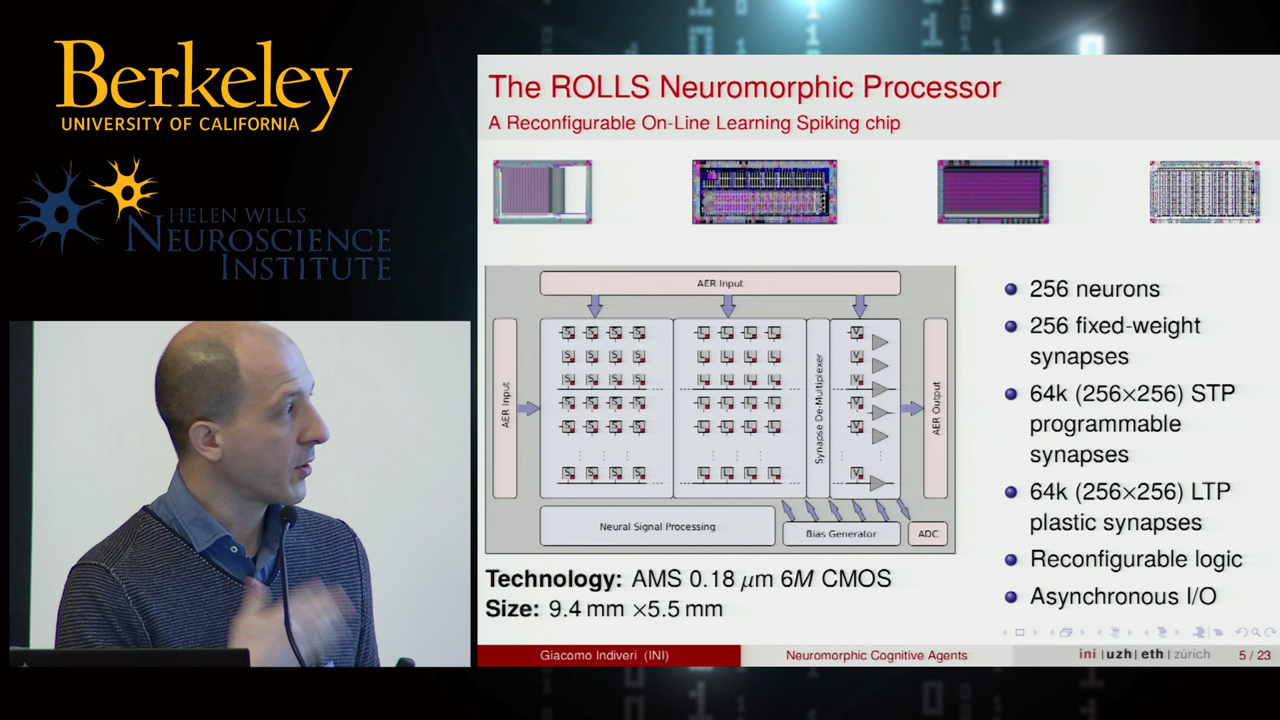 Berkeley
UNIVERSITY OF CALIFORNIA
HELEN WILLS
NEUROSCIENCE
INSTITUTE
The ROLLS Neuromorphic Processor
A Reconfigurable On-Line Learning Spiking chip
AER Input
AER Input
S S S S L L L L V
S S S S L L L L V
S S S S L L L L V
S S S S L L L L V
S S S S L L L L V
S S S S L L L L V
Synapse De-Multiplexer
AER Output
Neural Signal Processing
Bias Generator
ADC
256 neurons
256 fixed-weight
synapses
64k (256×256) STP
programmable
synapses
64k (256×256) LTP
plastic synapses
Reconfigurable logic
Asynchronous I/O
Technology: AMS 0.18 μm 6M CMOS
Size: 9.4 mm ×5.5 mm
Giacomo Indiveri (INI)
Neuromorphic Cognitive Agents
ini | uzh | eth | zürich
5 / 23